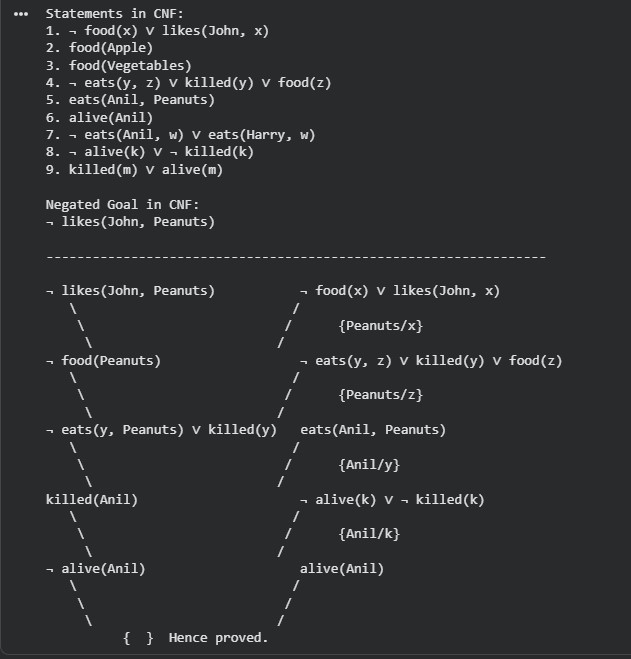 ••• Statements in CNF:
1. ¬ food(x) ∨ likes(John, x)
2. food(Apple)
3. food(Vegetables)
4. ¬ eats(y, z) ∨ killed(y) ∨ food(z)
5. eats(Anil, Peanuts)
6. alive(Anil)
7. ¬ eats(Anil, w) ∨ eats(Harry, w)
8. ¬ alive(k) ∨ ¬ killed(k)
9. killed(m) ∨ alive(m)
Negated Goal in CNF:
¬ likes(John, Peanuts)
-----------------------------------------------------------------
¬ likes(John, Peanuts) ¬ food(x) ∨ likes(John, x)
\ /
\ / {Peanuts/x}
\ /
¬ food(Peanuts) ¬ eats(y, z) ∨ killed(y) ∨ food(z)
\ /
\ / {Peanuts/z}
\ /
¬ eats(y, Peanuts) ∨ killed(y) eats(Anil, Peanuts)
\ /
\ / {Anil/y}
\ /
killed(Anil) ¬ alive(k) ∨ ¬ killed(k)
\ /
\ / {Anil/k}
\ /
¬ alive(Anil) alive(Anil)
\ /
\ /
\ /
{ } Hence proved.